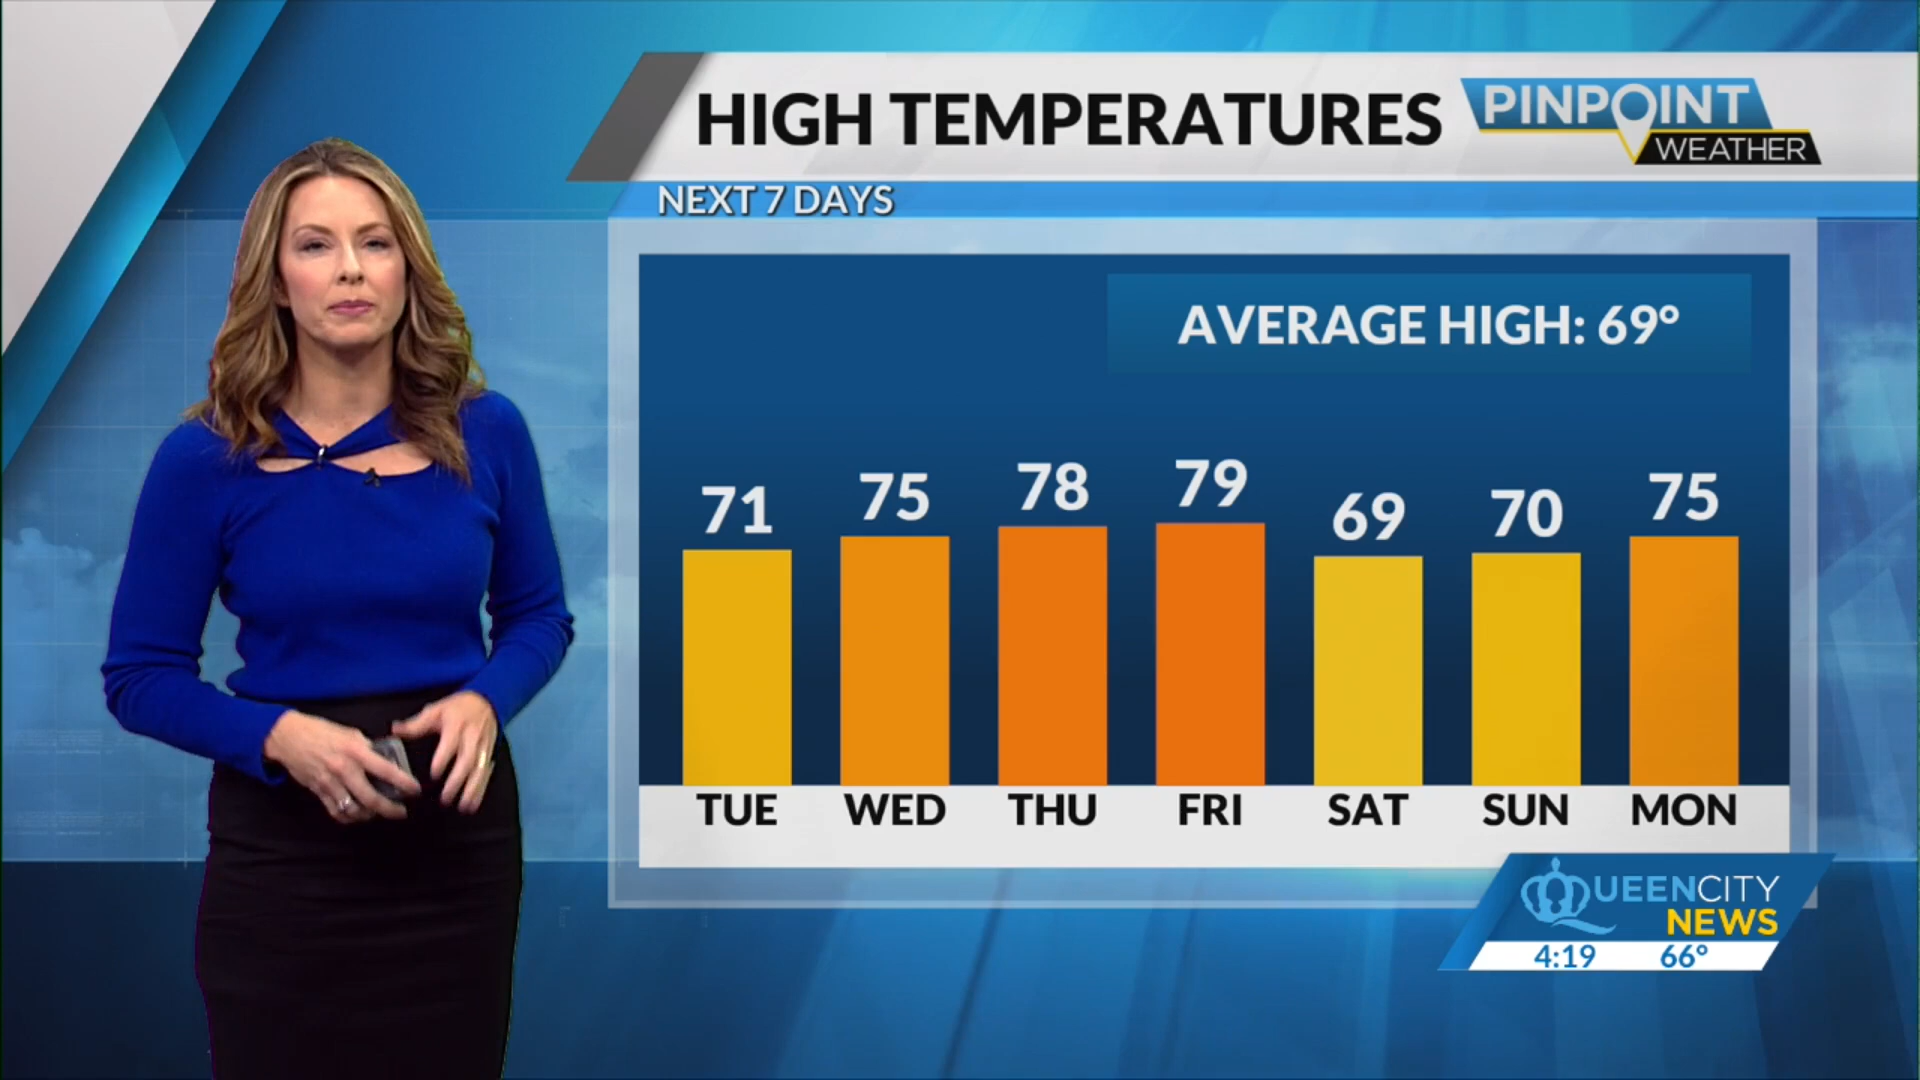 HIGH TEMPERATURES
PINPOINT
WEATHER
NEXT 7 DAYS
AVERAGE HIGH: 69°
71 75 78 79 69 70 75
TUE WED THU FRI SAT SUN MON
QUEENCITY
NEWS
4:19 66°